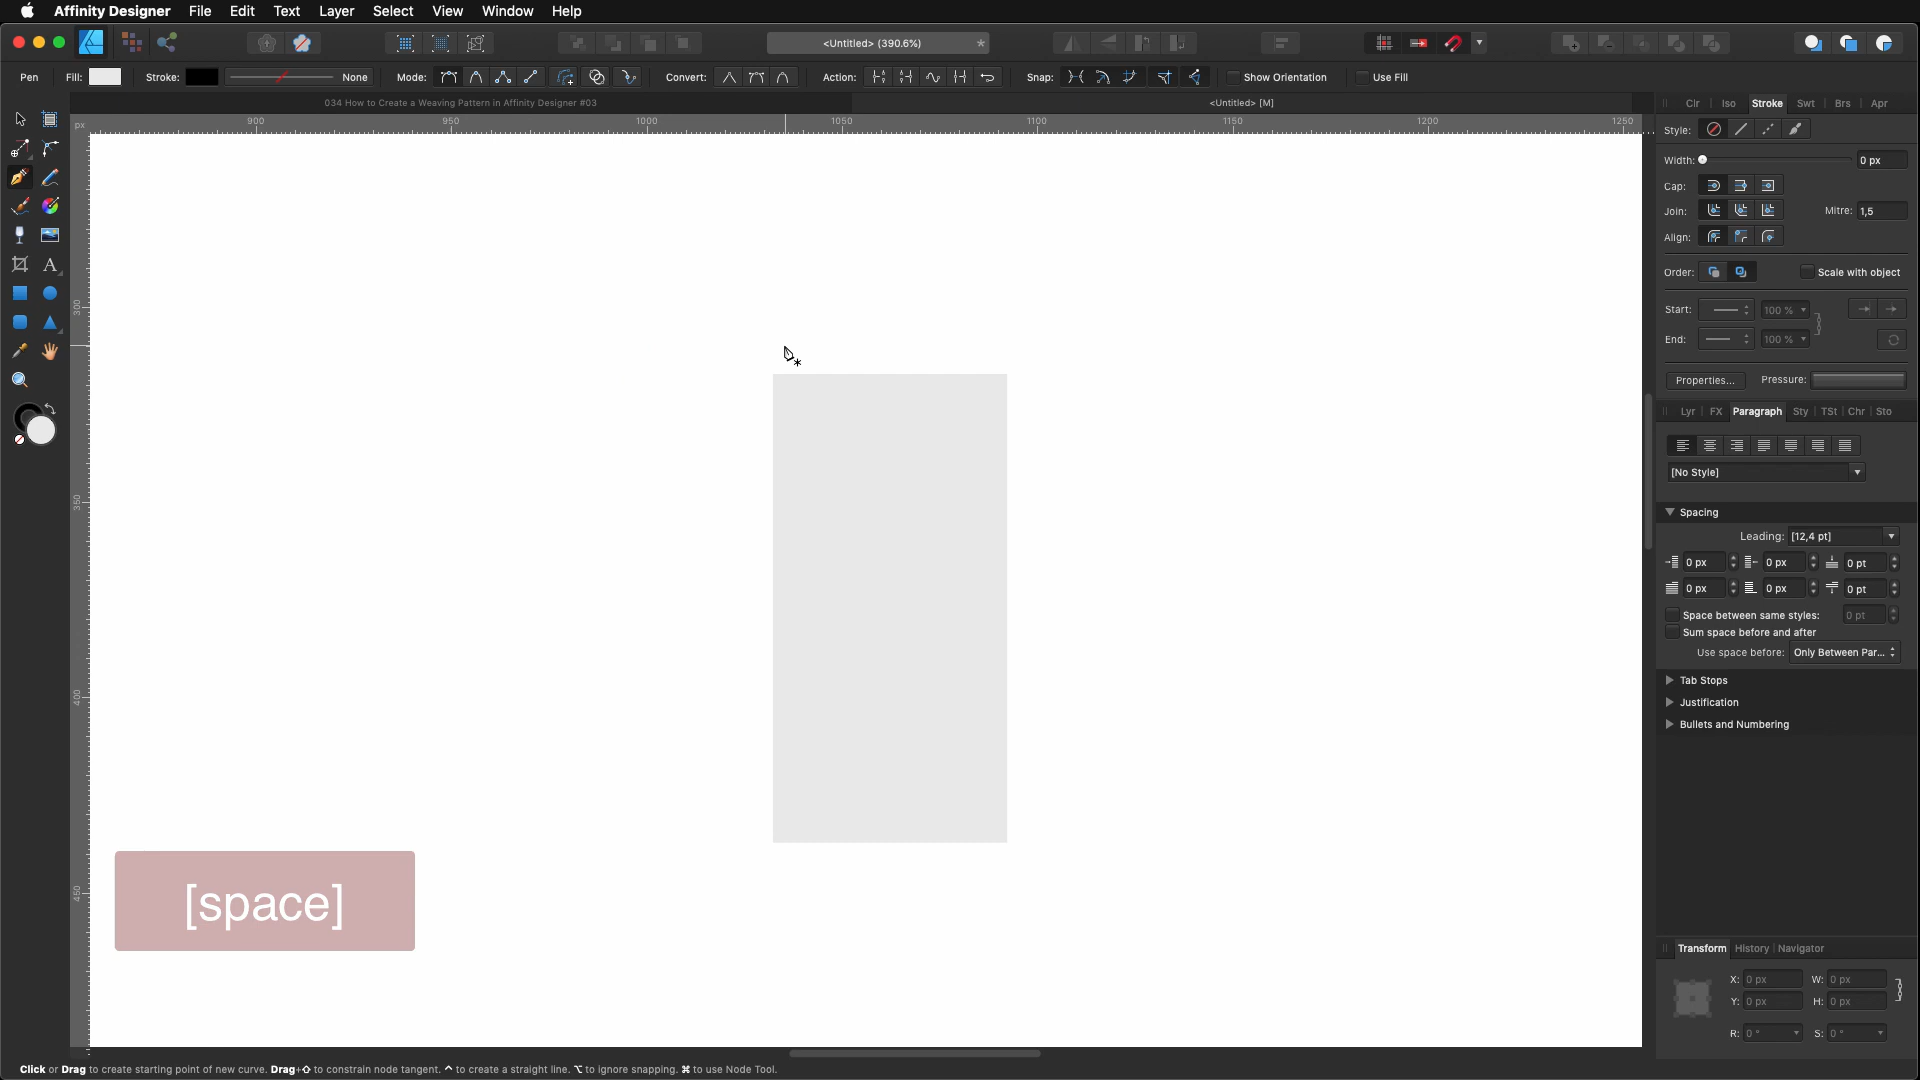 Affinity Designer File Edit Text Layer Select View Window Help
<Untitled> (390.6%) *
Pen Fill: Stroke: None Mode: Convert: Action: Snap: Show Orientation Use Fill
034 How to Create a Weaving Pattern in Affinity Designer #03 <Untitled> [M]
px 900 950 1000 1050 1100 1150 1200 1250
300
350
400
450
Clr Iso Stroke Swt Brs Apr
Style:
Width: 0 px
Cap:
Join: Mitre: 1,5
Align:
Order: Scale with object
Start: 100 %
End: 100 %
Properties... Pressure:
Lyr FX Paragraph Sty TSt Chr Sto
[No Style]
Spacing
Leading: [12,4 pt]
0 px 0 px 0 pt
0 px 0 px 0 pt
Space between same styles: 0 pt
Sum space before and after
Use space before: Only Between Par...
Tab Stops
Justification
Bullets and Numbering
[space]
Transform History Navigator
X: 0 px W: 0 px
Y: 0 px H: 0 px
R: 0 ° S: 0 °
Click or Drag to create starting point of new curve. Drag+⇧ to constrain node tangent. ^ to create a straight line. ⌥ to ignore snapping. ⌘ to use Node Tool.